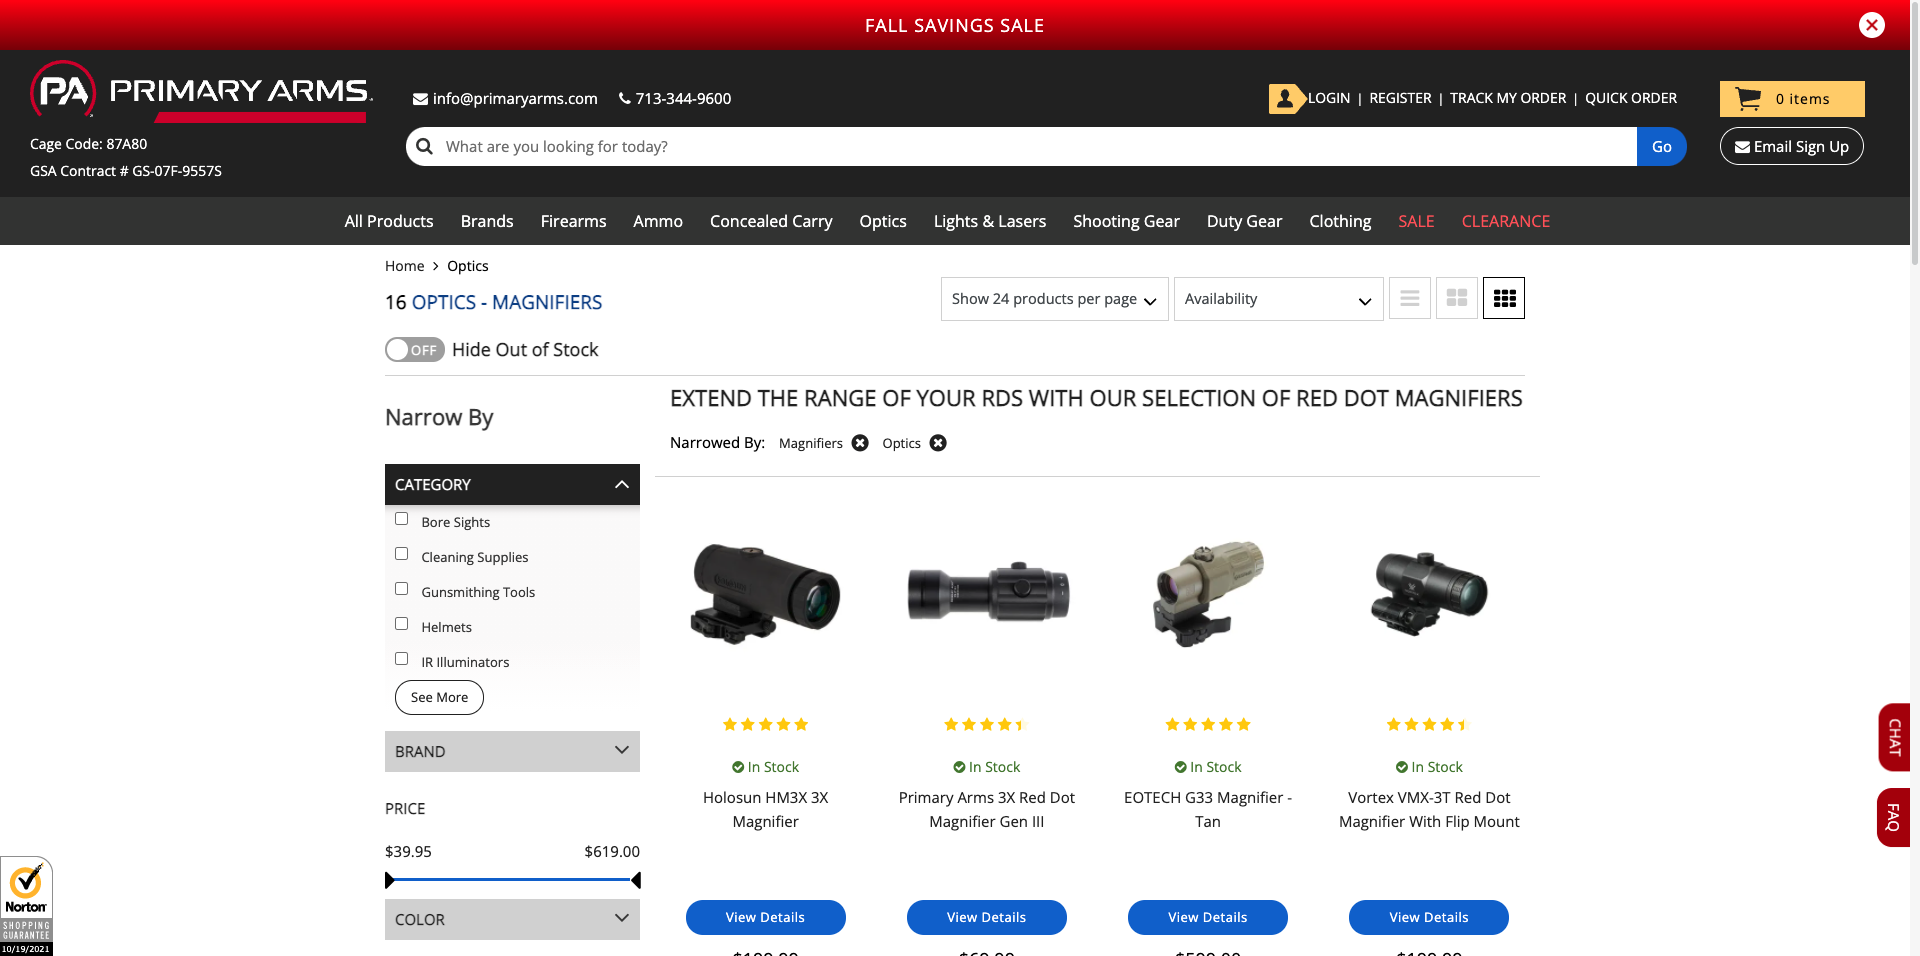 FALL SAVINGS SALE
PA PRIMARY ARMS
info@primaryarms.com 713-344-9600
LOGIN | REGISTER | TRACK MY ORDER | QUICK ORDER
0 items
Cage Code: 87A80
GSA Contract # GS-07F-9557S
What are you looking for today? Go
Email Sign Up
All Products Brands Firearms Ammo Concealed Carry Optics Lights & Lasers Shooting Gear Duty Gear Clothing SALE CLEARANCE
Home > Optics
16 OPTICS - MAGNIFIERS
Show 24 products per page Availability
OFF Hide Out of Stock
EXTEND THE RANGE OF YOUR RDS WITH OUR SELECTION OF RED DOT MAGNIFIERS
Narrow By
Narrowed By: Magnifiers Optics
CATEGORY
Bore Sights
Cleaning Supplies
Gunsmithing Tools
Helmets
IR Illuminators
See More
BRAND
PRICE
$39.95 $619.00
COLOR
In Stock
Holosun HM3X 3X
Magnifier
View Details
In Stock
Primary Arms 3X Red Dot
Magnifier Gen III
View Details
In Stock
EOTECH G33 Magnifier -
Tan
View Details
In Stock
Vortex VMX-3T Red Dot
Magnifier With Flip Mount
View Details
CHAT
FAQ
Norton
SHOPPING
GUARANTEE
10/19/2021